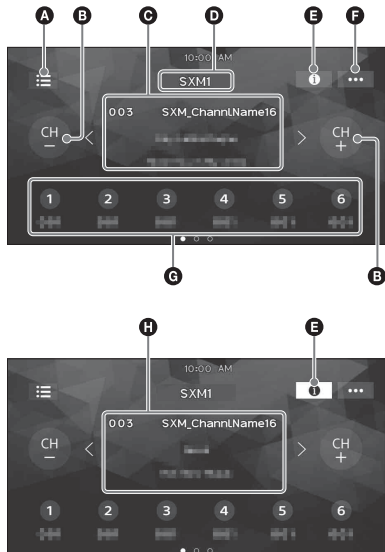 A B C D E F
10:00 AM
SXM1
003 SXM_ChannLName16
CH
−
<
>
CH
+
B
1 2 3 4 5 6
G
B
H E
10:00 AM
SXM1
003 SXM_ChannLName16
CH
−
<
>
CH
+
1 2 3 4 5 6